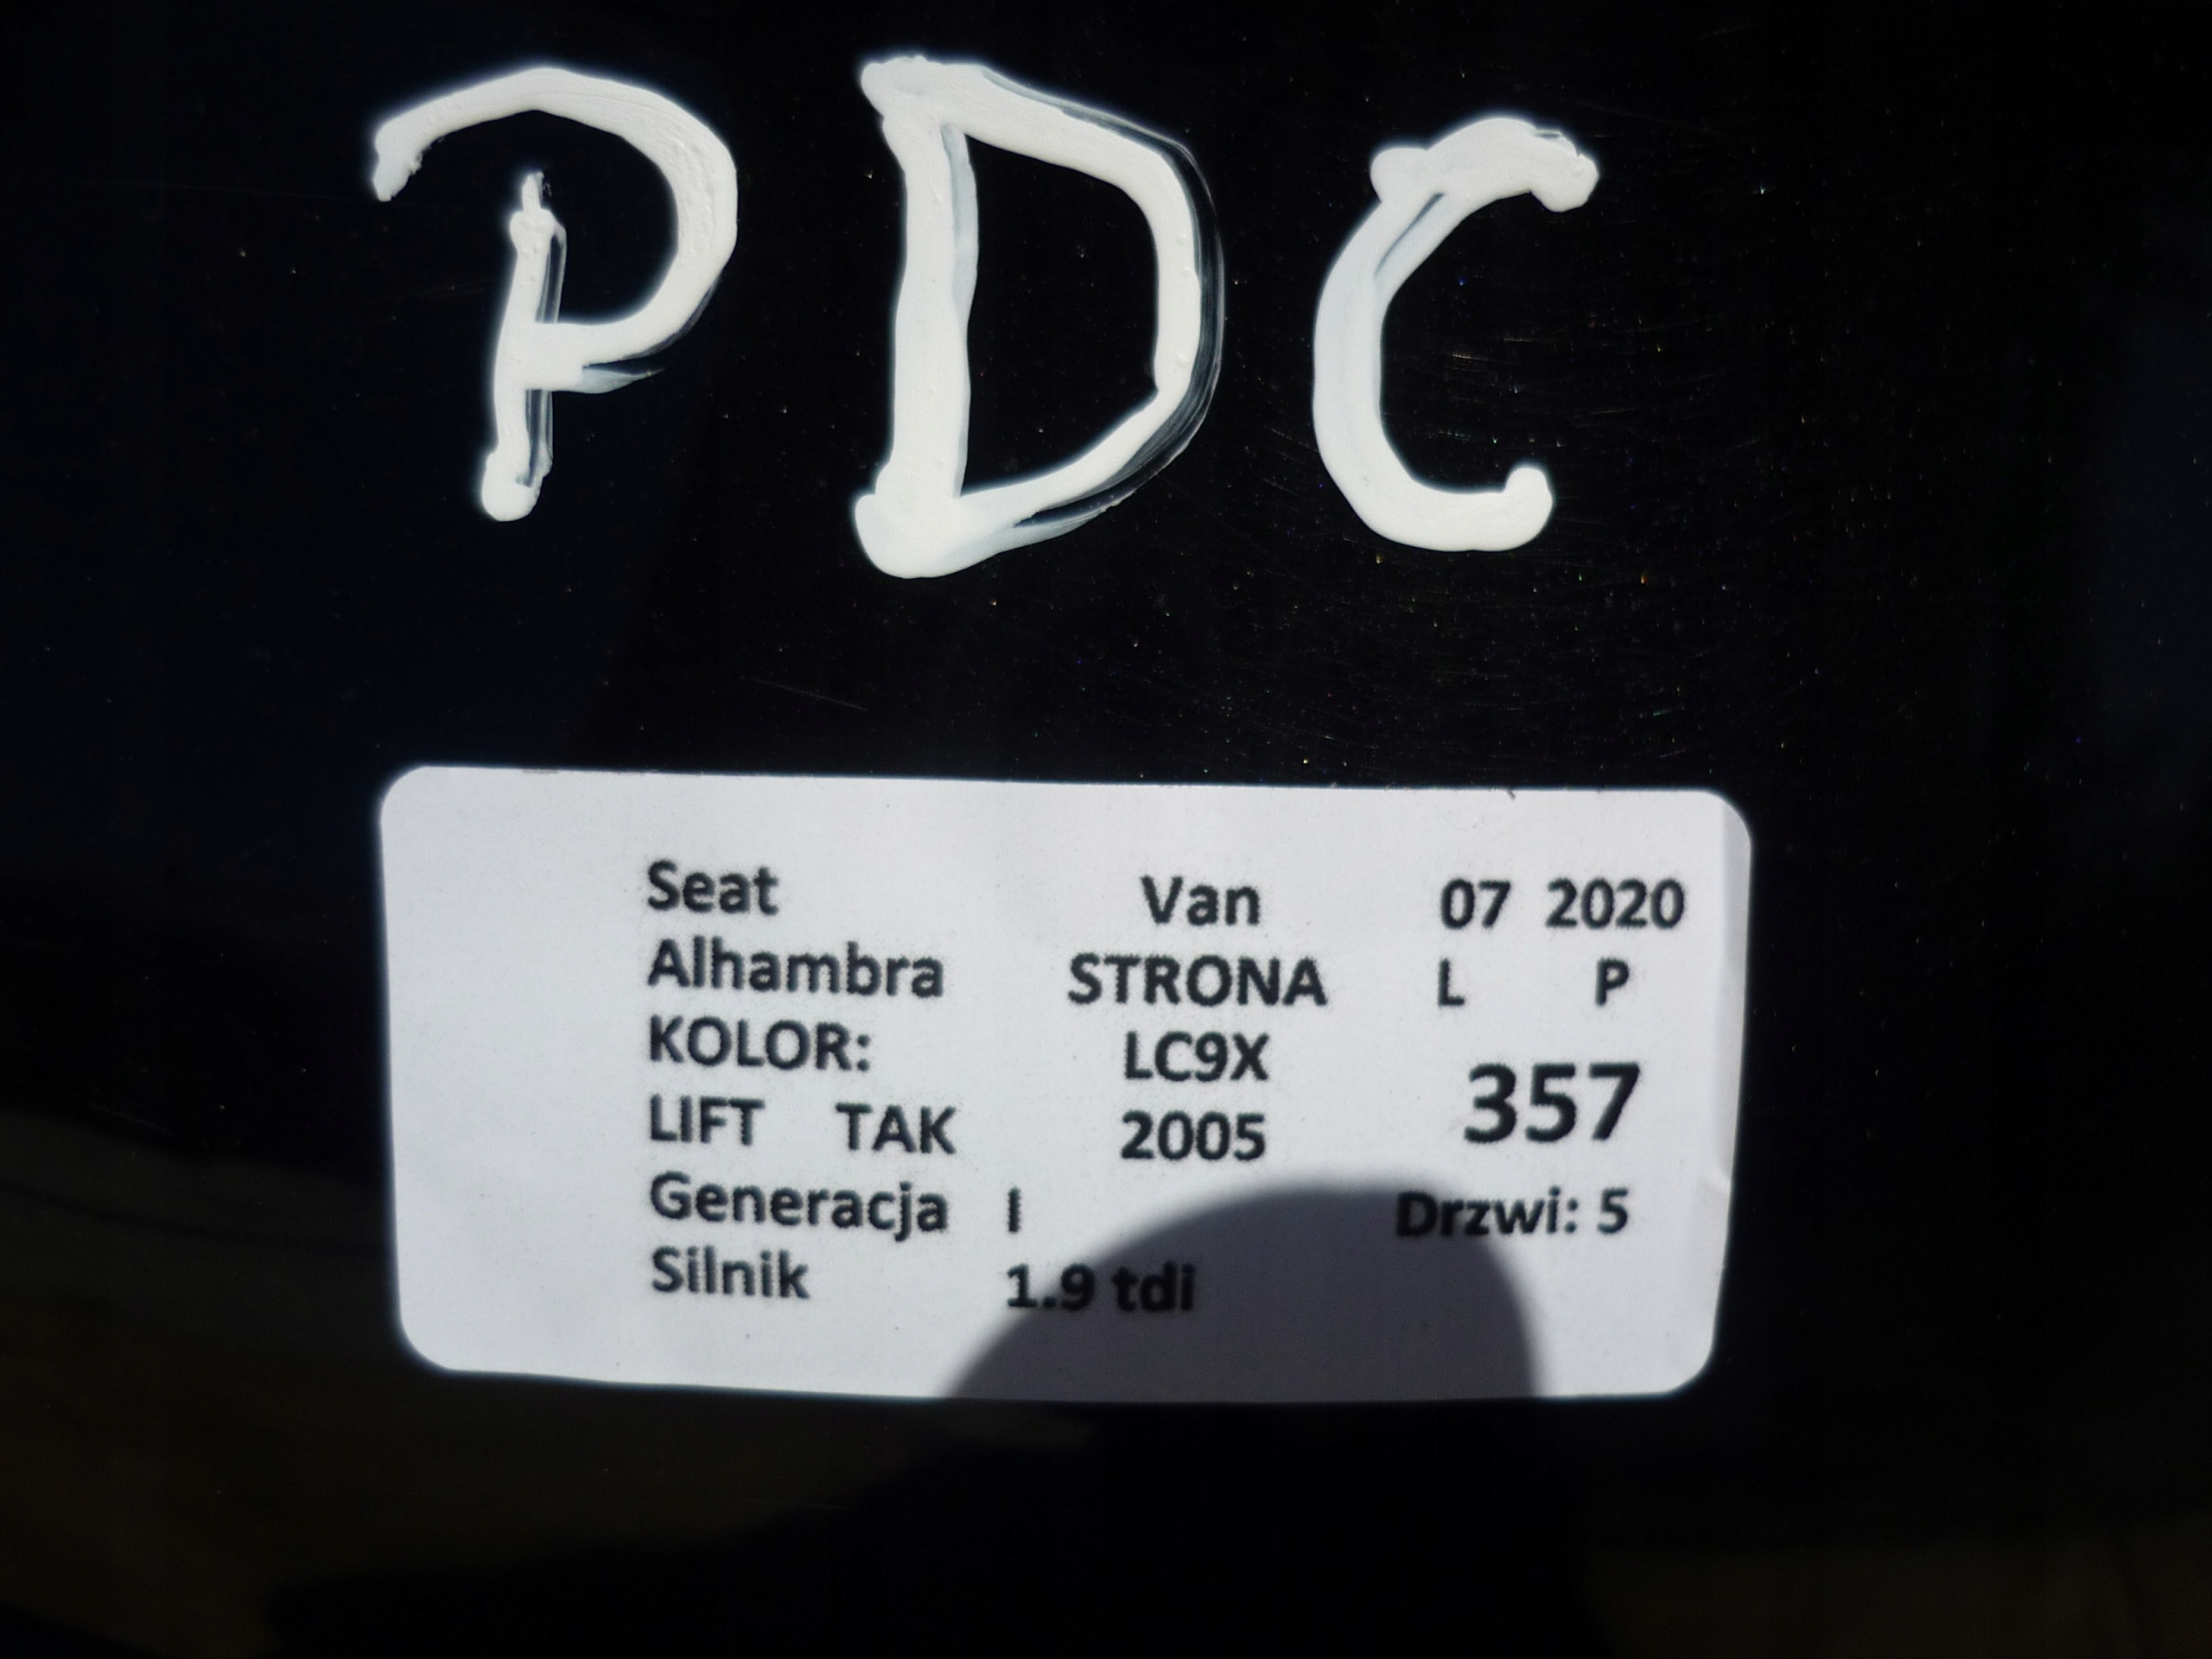 PDC
Seat Van 07 2020
Alhambra STRONA L P
KOLOR: LC9X 357
LIFT TAK 2005
Generacja I Drzwi: 5
Silnik 1.9 tdi